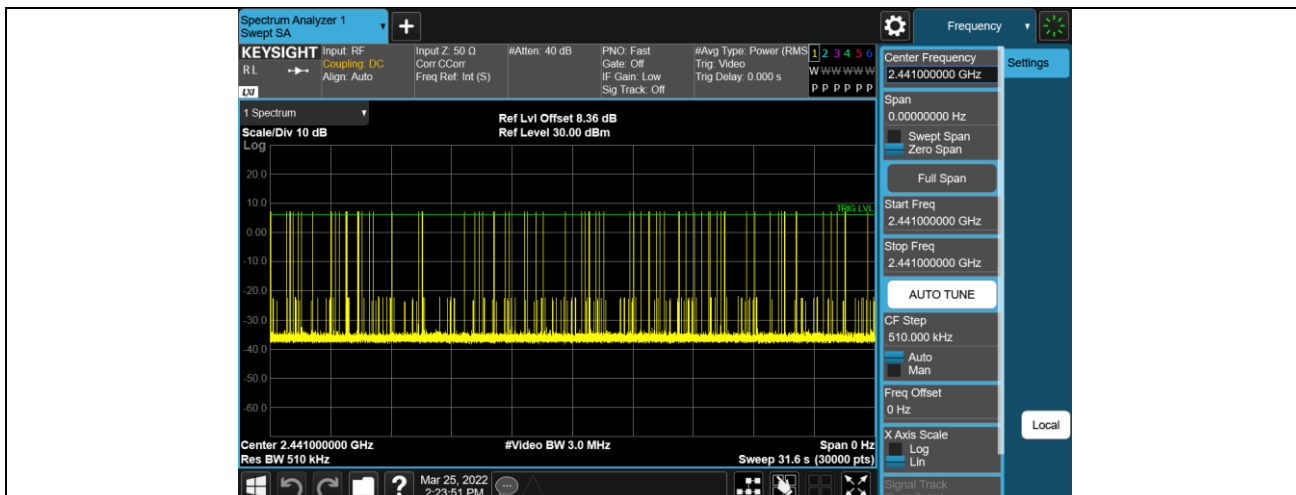 Spectrum Analyzer 1
Swept SA
+
Frequency
KEYSIGHT
RL
LXI
Input: RF
Coupling: DC
Align: Auto
Input Z: 50 Ω
Corr CCorr
Freq Ref: Int (S)
#Atten: 40 dB
PNO: Fast
Gate: Off
IF Gain: Low
Sig Track: Off
#Avg Type: Power (RMS
Trig: Video
Trig Delay: 0.000 s
1 2 3 4 5 6
W W W W W W
P P P P P P
Center Frequency
2.441000000 GHz
Settings
Span
0.00000000 Hz
Swept Span
Zero Span
Full Span
Start Freq
2.441000000 GHz
Stop Freq
2.441000000 GHz
AUTO TUNE
CF Step
510.000 kHz
Auto
Man
Freq Offset
0 Hz
X Axis Scale
Log
Lin
Signal Track
Local
1 Spectrum
Scale/Div 10 dB
Ref Lvl Offset 8.36 dB
Ref Level 30.00 dBm
Log
20.0
10.0
TRIG LVL
0.00
-10.0
-20.0
-30.0
-40.0
-50.0
-60.0
Center 2.441000000 GHz
#Video BW 3.0 MHz
Span 0 Hz
Res BW 510 kHz
Sweep 31.6 s (30000 pts)
?
Mar 25, 2022
2:23:51 PM